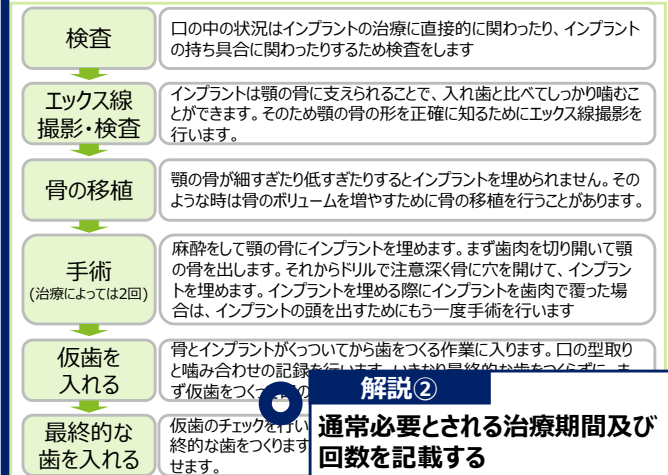 検査
口の中の状況はインプラントの治療に直接的に関わったり、インプラント
の持ち具合に関わったりするため検査をします
エックス線
撮影・検査
インプラントは顎の骨に支えられることで、入れ歯と比べてしっかり噛むこ
とができます。そのため顎の骨の形を正確に知るためにエックス線撮影を
行います。
骨の移植
顎の骨が細すぎたり低すぎたりするとインプラントを埋められません。その
ような時は骨のボリュームを増やすために骨の移植を行うことがあります。
手術
(治療によっては2回)
麻酔をして顎の骨にインプラントを埋めます。まず歯肉を切り開いて顎
の骨を出します。それからドリルで注意深く骨に穴を開けて、インプラン
トを埋めます。インプラントを埋める際にインプラントを歯肉で覆った場
合は、インプラントの頭を出すためにもう一度手術を行います
仮歯を
入れる
骨とインプラントがくっついてから歯をつくる作業に入ります。口の型取り
と噛み合わせの記録を行います。いきなり最終的な歯をつくらずに、ま
ず仮歯をつくって
最終的な
歯を入れる
仮歯のチェックを行い
終的な歯をつくります
せます。
解説②
通常必要とされる治療期間及び
回数を記載する